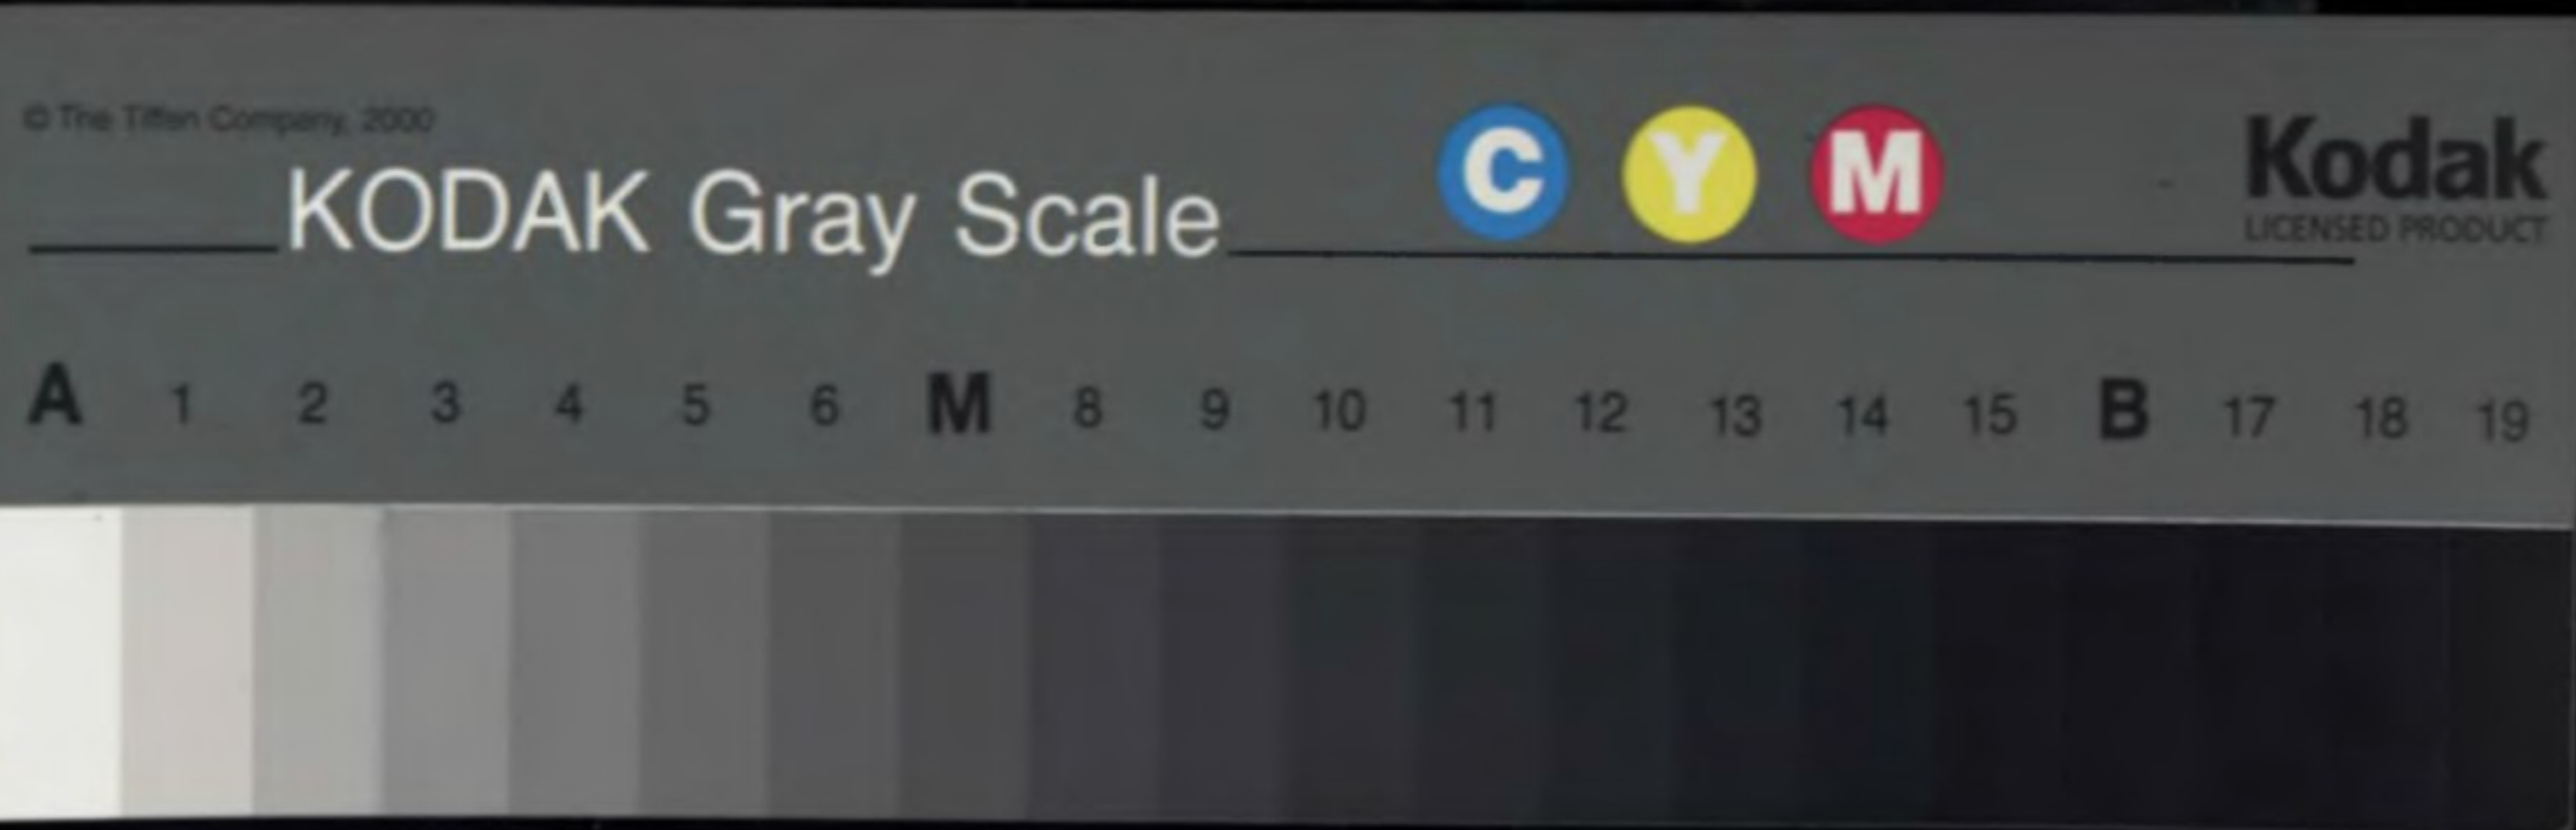 © The Tiffen Company, 2000
KODAK Gray Scale
C Y M
Kodak
LICENSED PRODUCT
A 1 2 3 4 5 6 M 8 9 10 11 12 13 14 15 B 17 18 19